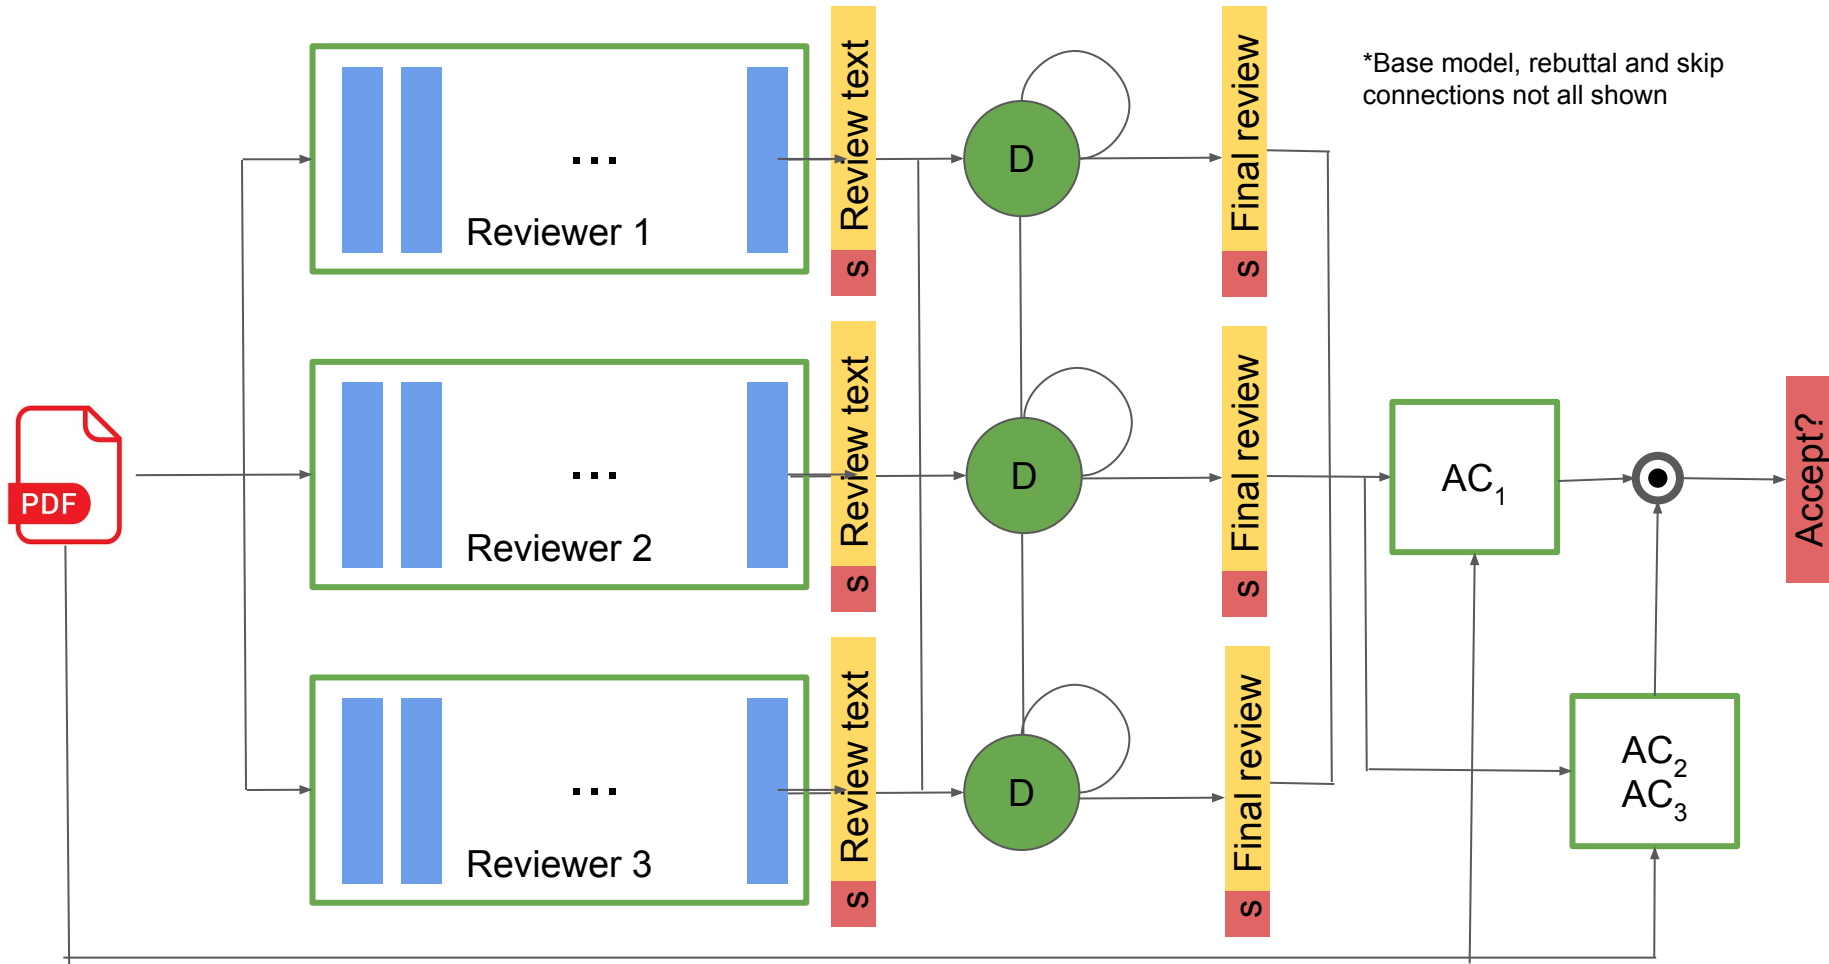 *Base model, rebuttal and skip
connections not all shown
PDF
...
Reviewer 1
Review text
s
D
Final review
s
...
Reviewer 2
Review text
s
D
Final review
s
...
Reviewer 3
Review text
s
D
Final review
s
AC₁
AC₂
AC₃
Accept?